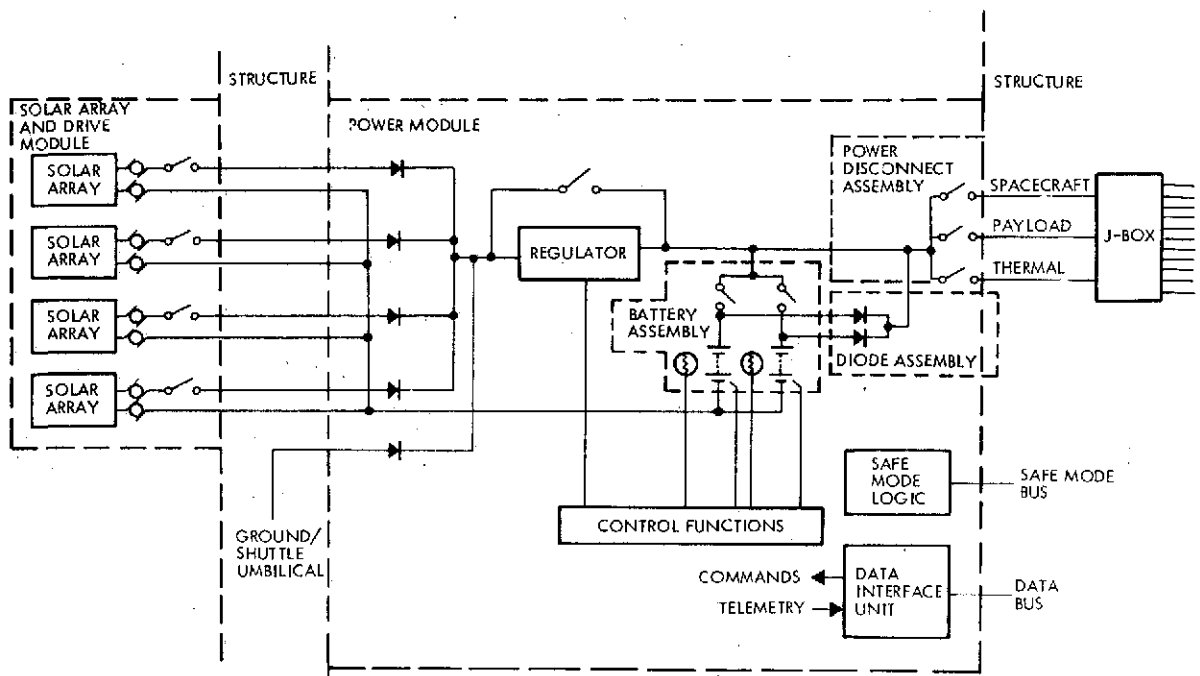 STRUCTURE
STRUCTURE
SOLAR ARRAY
AND DRIVE
MODULE
POWER MODULE
POWER
DISCONNECT
ASSEMBLY
SOLAR
ARRAY
SOLAR
ARRAY
SOLAR
ARRAY
SOLAR
ARRAY
REGULATOR
SPACECRAFT
PAYLOAD
THERMAL
J-BOX
BATTERY
ASSEMBLY
DIODE ASSEMBLY
GROUND/
SHUTTLE
UMBILICAL
CONTROL FUNCTIONS
SAFE
MODE
LOGIC
SAFE MODE
BUS
COMMANDS
TELEMETRY
DATA
INTERFACE
UNIT
DATA
BUS